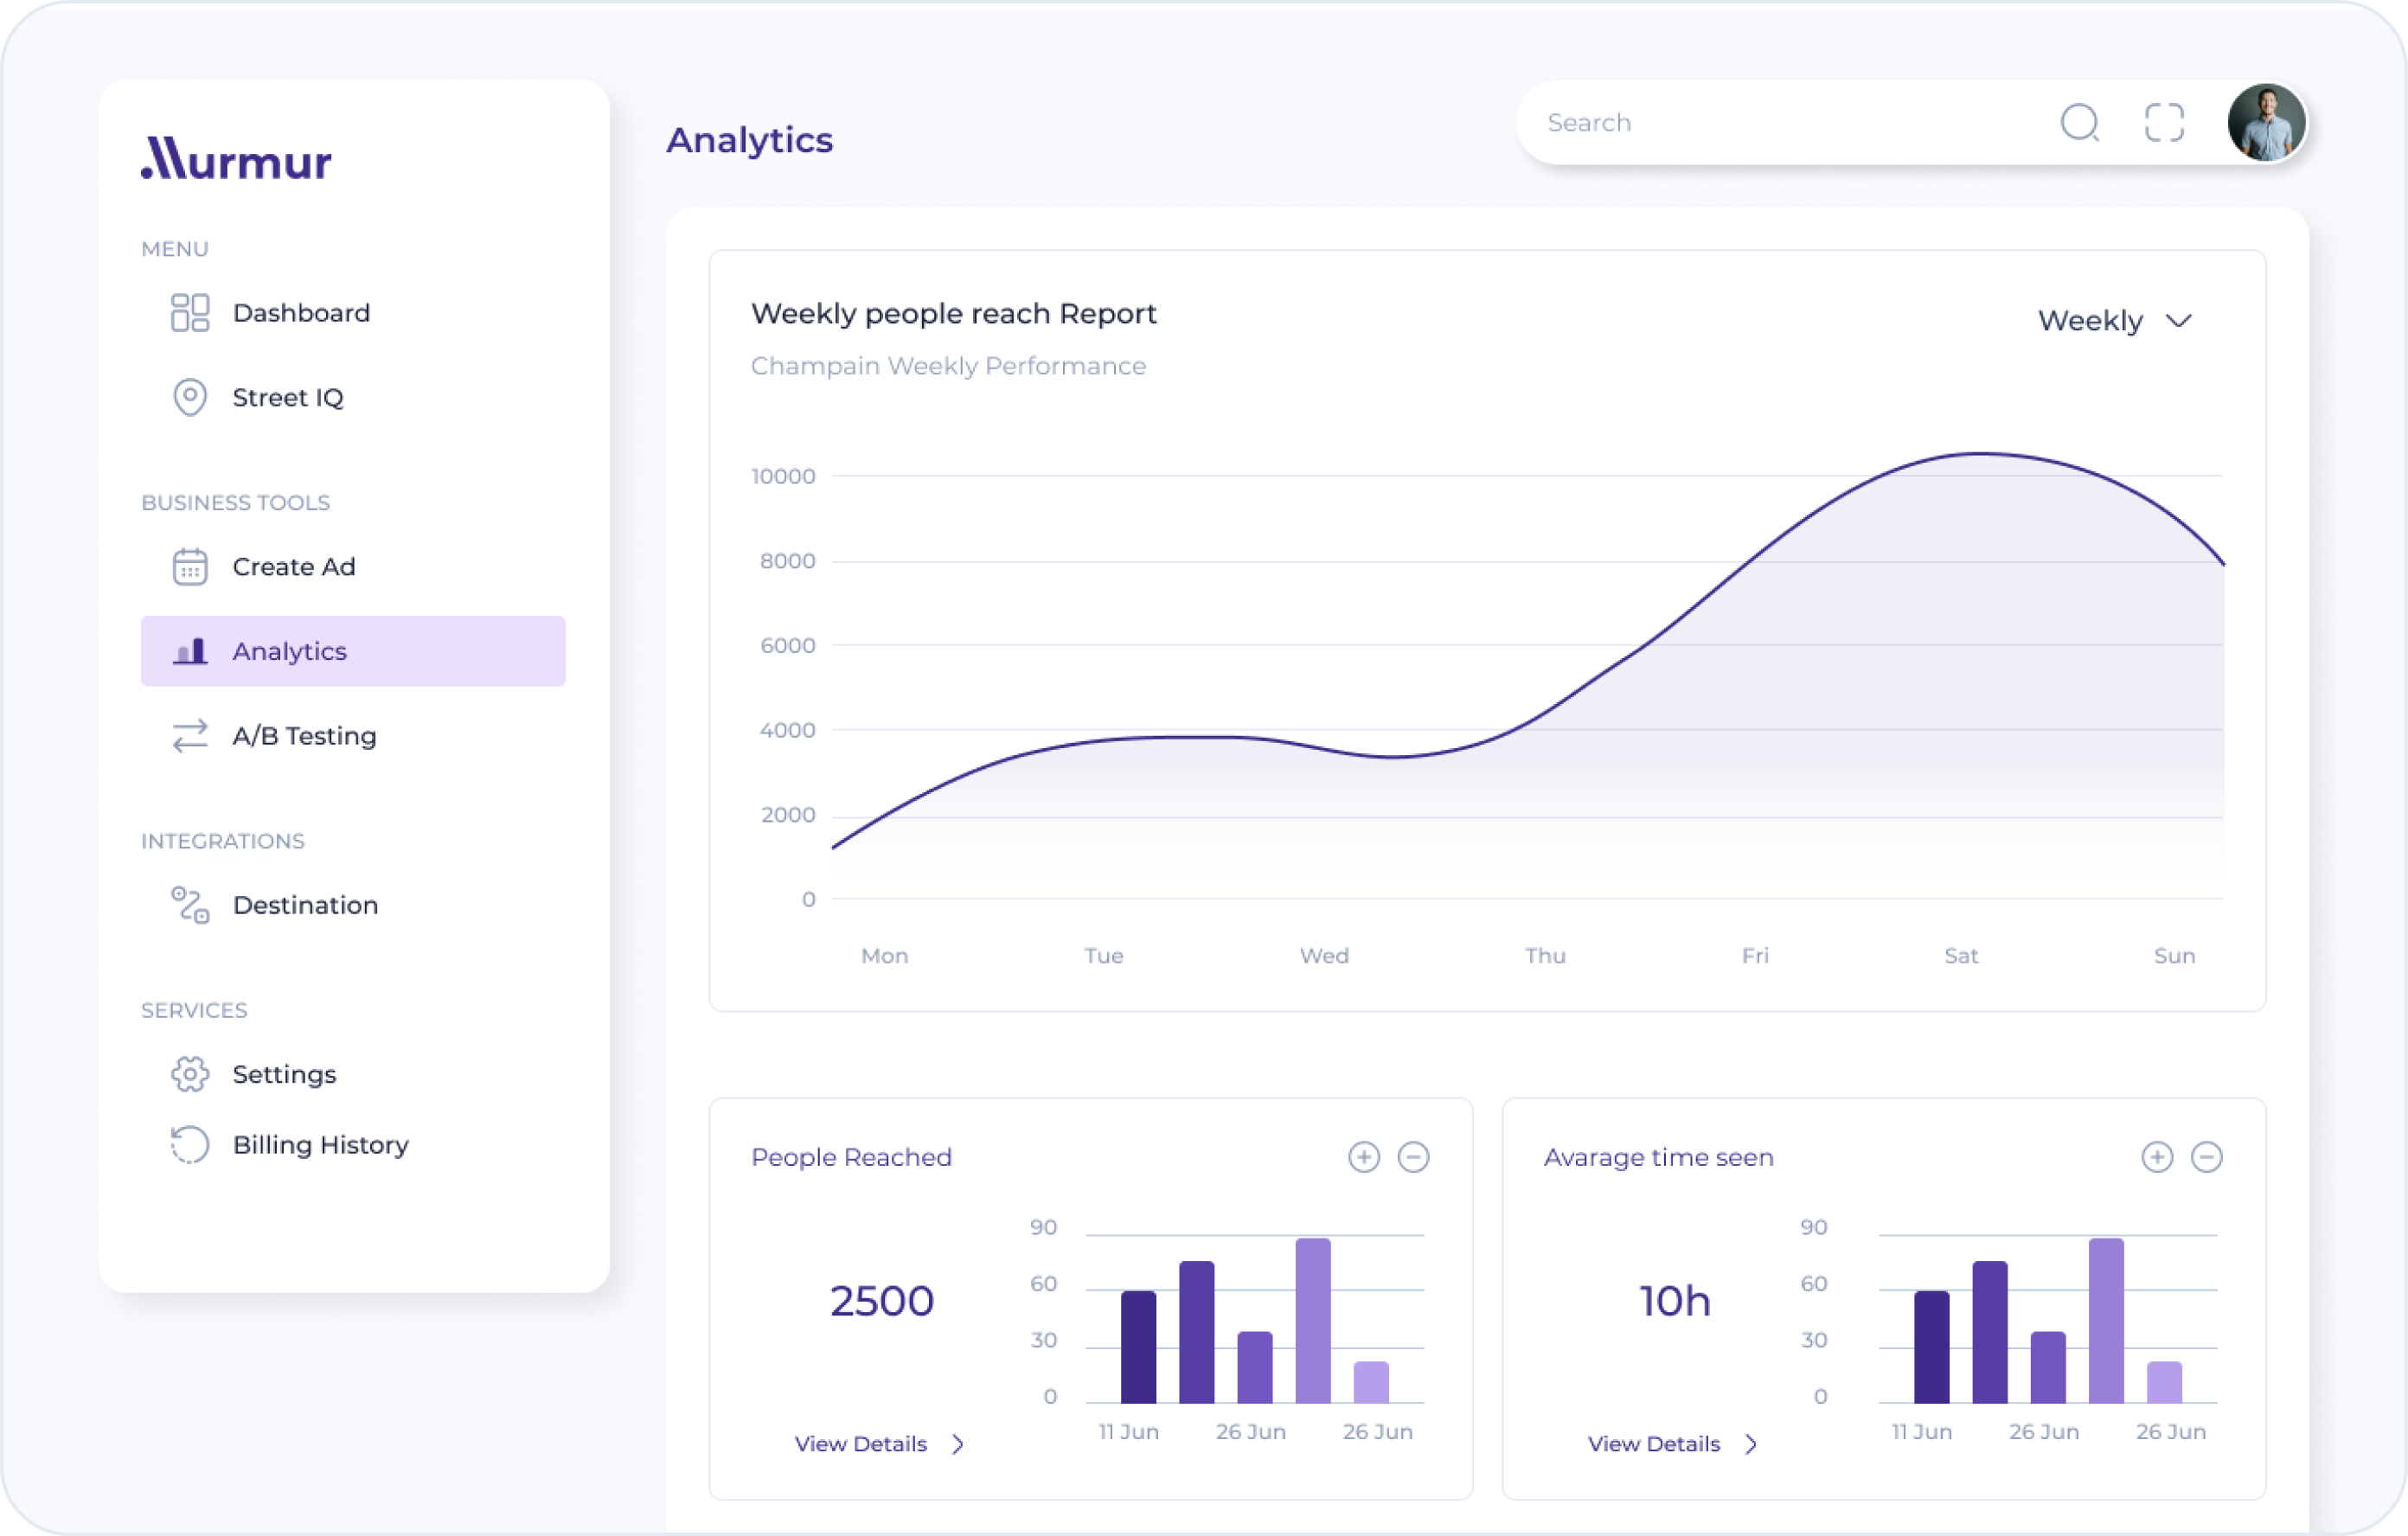 Murmur
MENU
Dashboard
Street IQ
BUSINESS TOOLS
Create Ad
Analytics
A/B Testing
INTEGRATIONS
Destination
SERVICES
Settings
Billing History
Analytics
Search
Weekly people reach Report
Weekly
Champain Weekly Performance
10000
8000
6000
4000
2000
0
Mon Tue Wed Thu Fri Sat Sun
People Reached
2500
View Details
90
60
30
0
11 Jun 26 Jun 26 Jun
Avarage time seen
10h
View Details
90
60
30
0
11 Jun 26 Jun 26 Jun